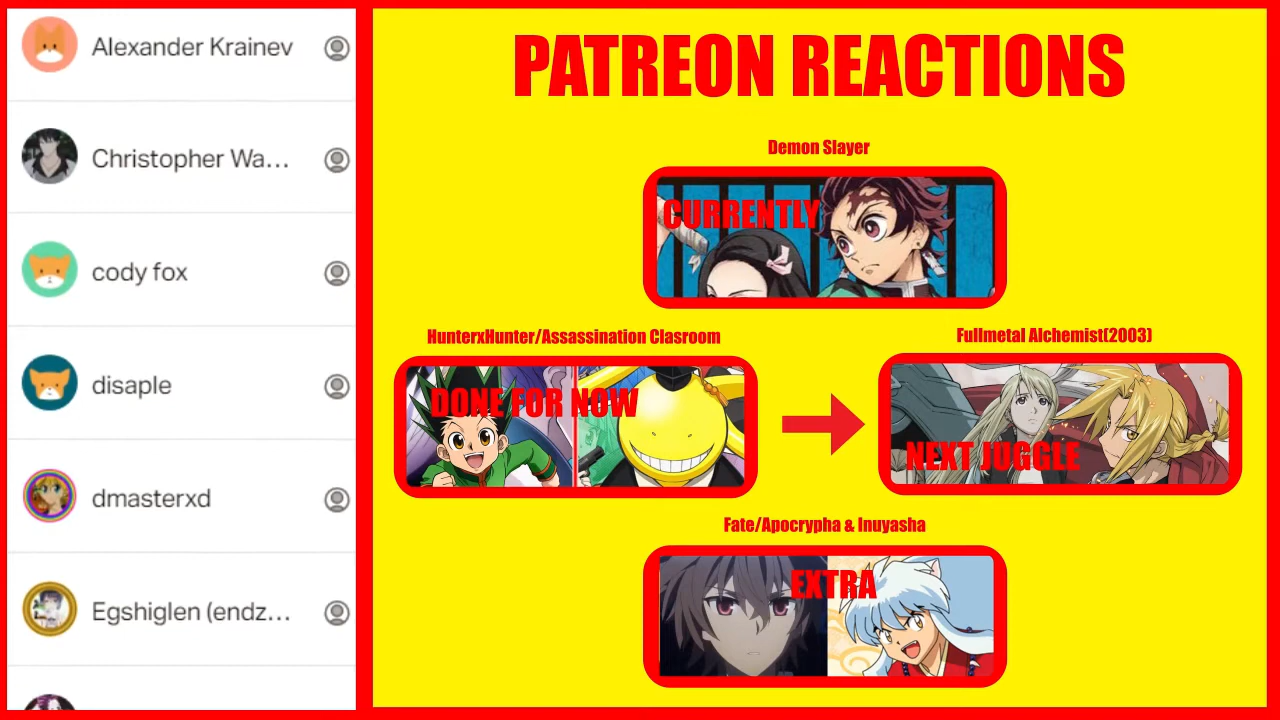 Alexander Krainev
Christopher Wa...
cody fox
disaple
dmasterxd
Egshiglen (endz...
PATREON REACTIONS
Demon Slayer
CURRENTLY
HunterxHunter/Assassination Clasroom
DONE FOR NOW
Fullmetal Alchemist(2003)
NEXT JUGGLE
Fate/Apocrypha & Inuyasha
EXTRA